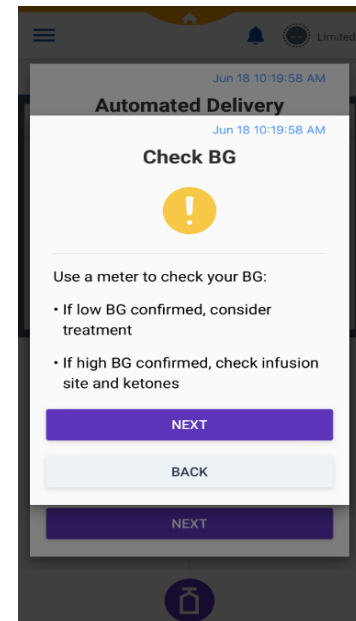 Limited
Jun 18 10:19:58 AM
Automated Delivery
Jun 18 10:19:58 AM
Check BG
!
Use a meter to check your BG:
• If low BG confirmed, consider
treatment
• If high BG confirmed, check infusion
site and ketones
NEXT
BACK
NEXT